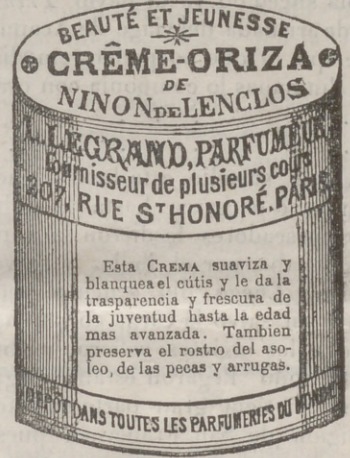 BEAUTÉ ET JEUNESSE
CRÊME-ORIZA
DE
NINON DE LENCLOS
L. LEGRAND, PARFUMEUR
Fournisseur de plusieurs cours
207, RUE ST HONORÉ. PARIS
Esta CREMA suaviza y
blanquea el cútis y le da la
trasparencia y frescura de
la juventud hasta la edad
mas avanzada. Tambien
preserva el rostro del aso-
leo, de las pecas y arrugas.
DÉPÔT DANS TOUTES LES PARFUMERIES DU MONDE